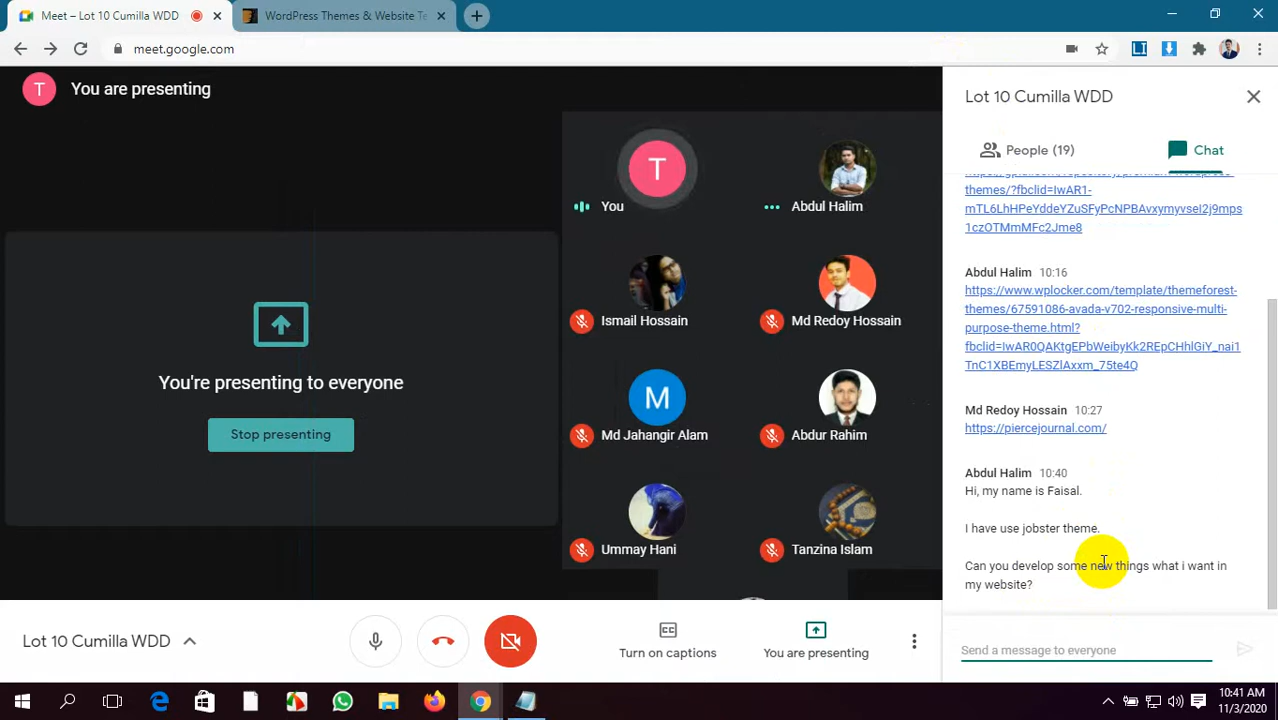 Meet – Lot 10 Cumilla WDD
WordPress Themes & Website Te
meet.google.com
T
You are presenting
Lot 10 Cumilla WDD
People (19)
Chat
T
You
Abdul Halim
Ismail Hossain
Md Redoy Hossain
M
Md Jahangir Alam
Abdur Rahim
Ummay Hani
Tanzina Islam
You're presenting to everyone
Stop presenting
themes/?fbclid=IwAR1-
mTL6LhHPeYddeYZuSFyPcNPBAvxymyvseI2j9mps
1czOTMmMFc2Jme8
Abdul Halim 10:16
https://www.wplocker.com/template/themeforest-
themes/67591086-avada-v702-responsive-multi-
purpose-theme.html?
fbclid=IwAR0QAKtgEPbWeibyKk2REpCHhlGiY_nai1
TnC1XBEmyLESZlAxxm_75te4Q
Md Redoy Hossain 10:27
https://piercejournal.com/
Abdul Halim 10:40
Hi, my name is Faisal.
I have use jobster theme.
Can you develop some new things what i want in
my website?
Send a message to everyone
Lot 10 Cumilla WDD
CC
Turn on captions
You are presenting
10:41 AM
11/3/2020